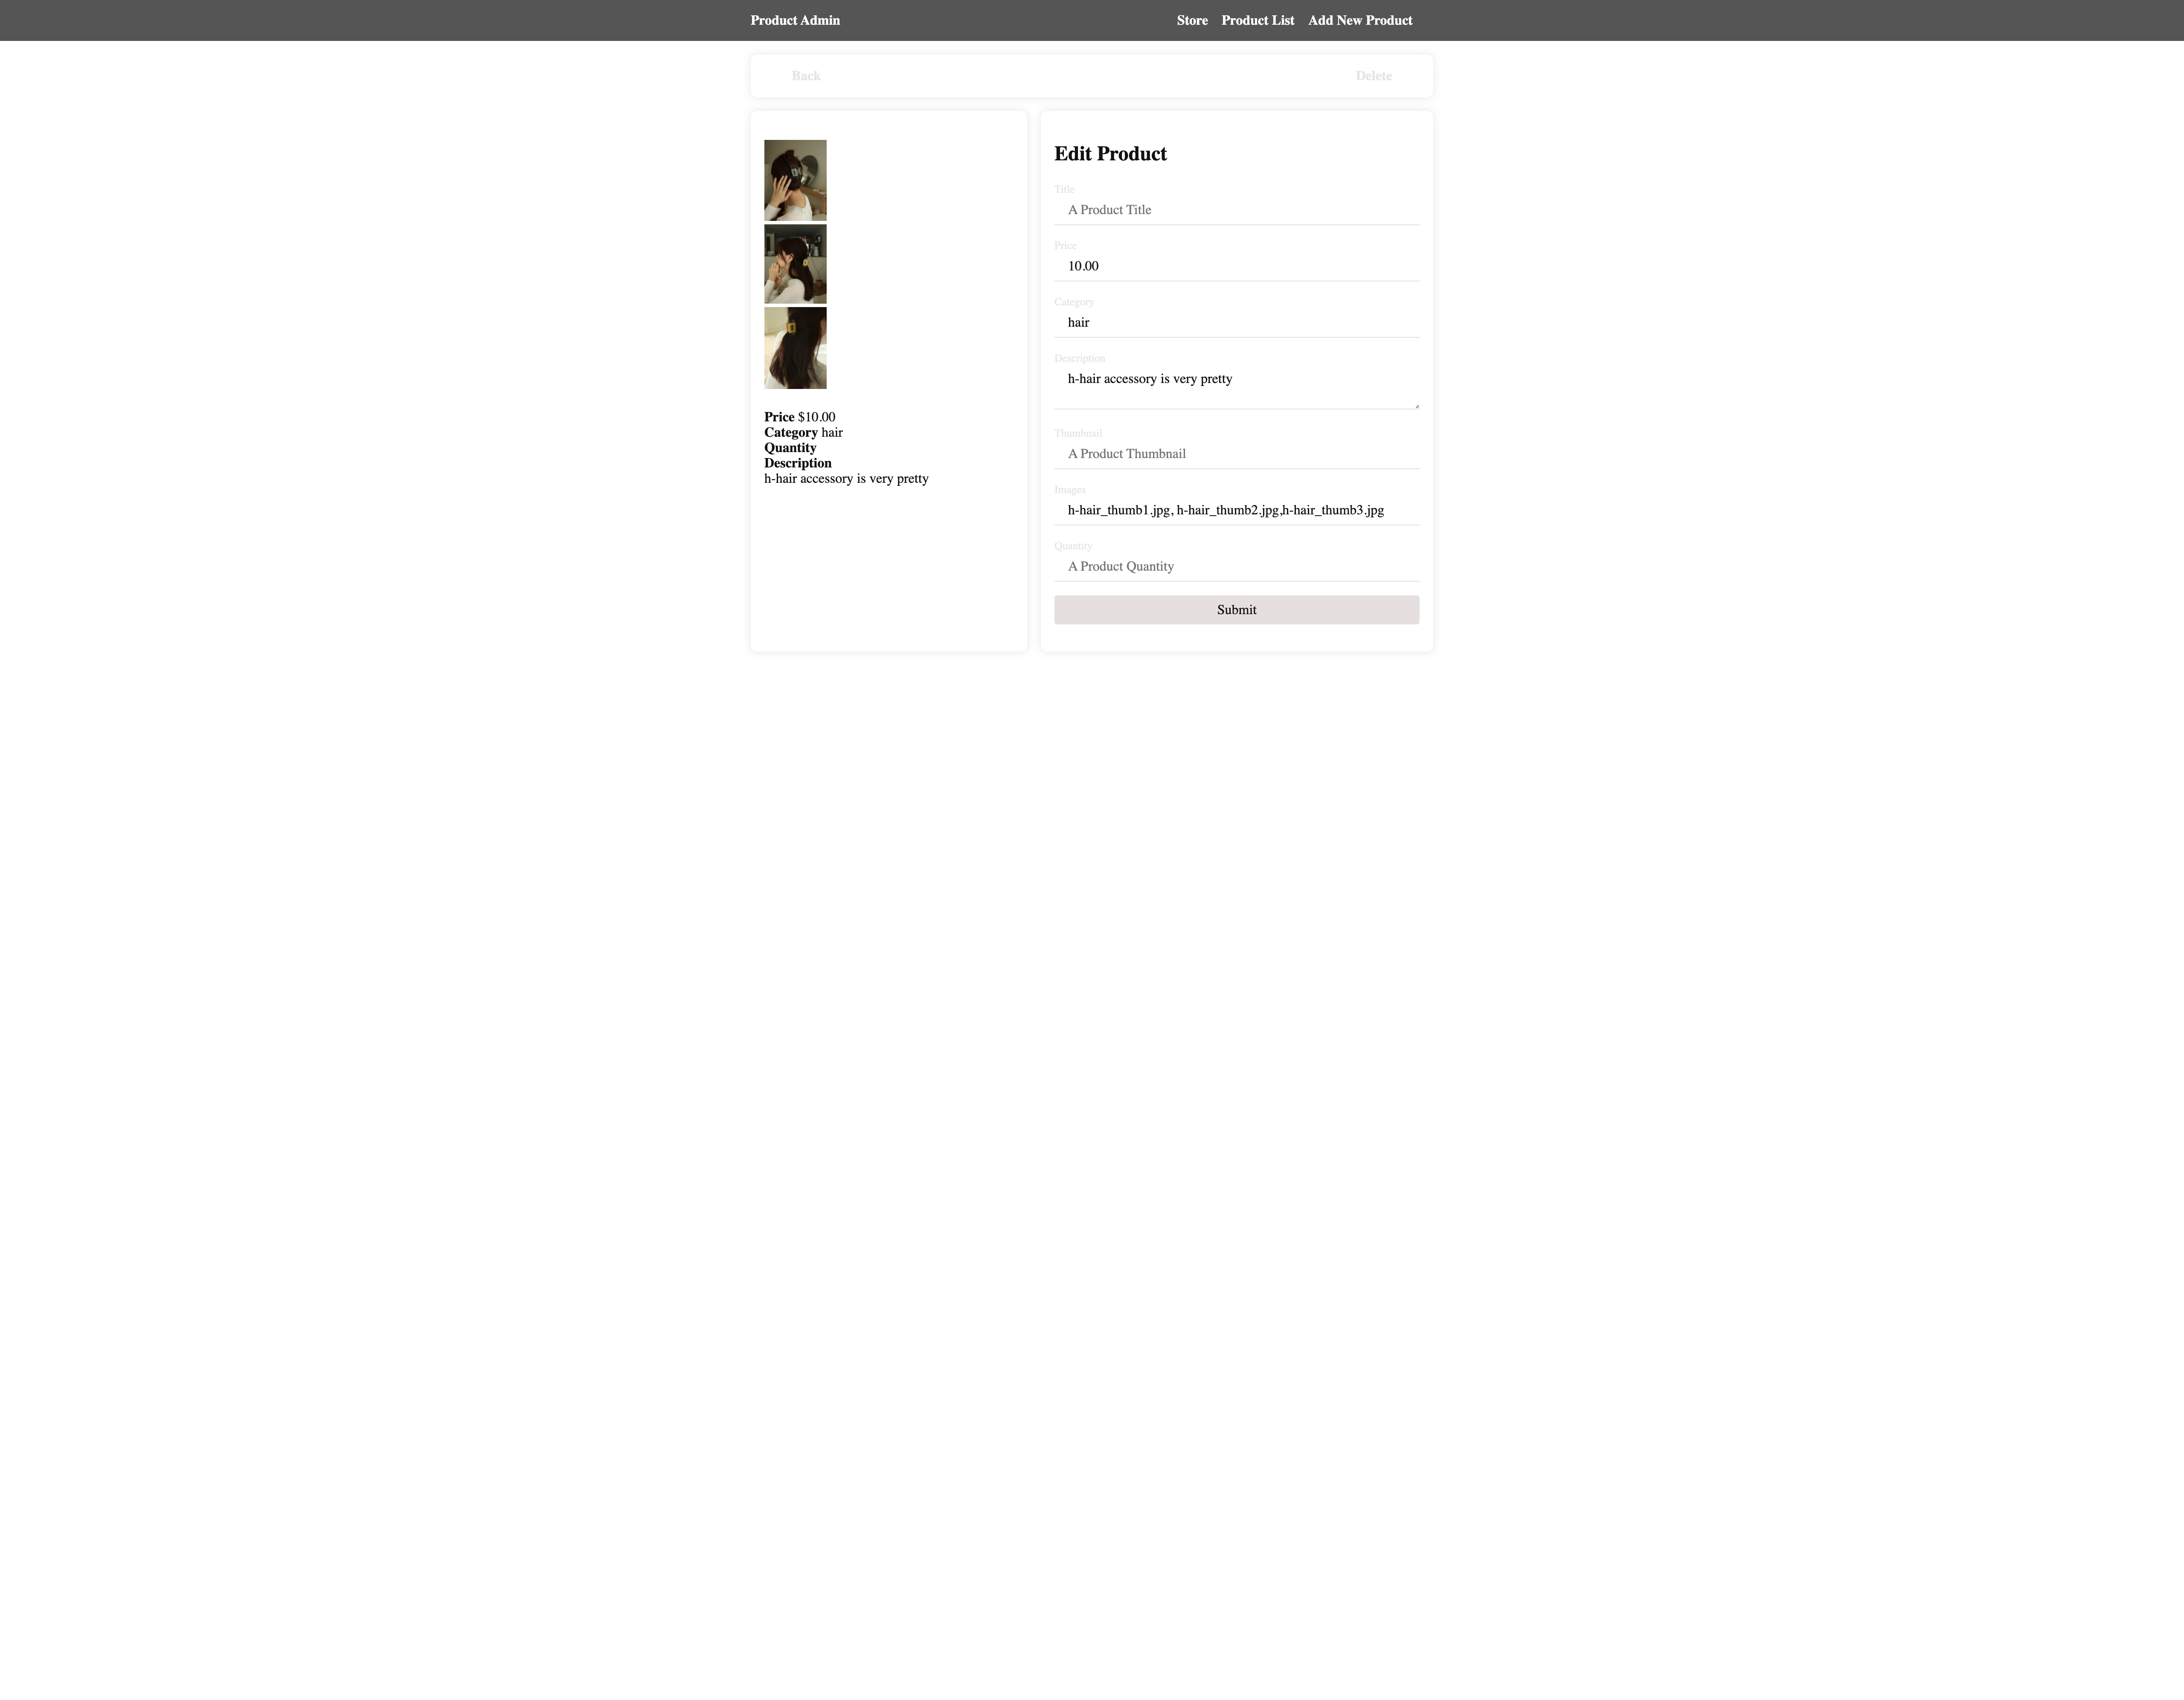 Product Admin
Store Product List Add New Product
Back
Delete
Price $10.00
Category hair
Quantity
Description
h-hair accessory is very pretty
Edit Product
Title
A Product Title
Price
10.00
Category
hair
Description
h-hair accessory is very pretty
Thumbnail
A Product Thumbnail
Images
h-hair_thumb1.jpg, h-hair_thumb2.jpg,h-hair_thumb3.jpg
Quantity
A Product Quantity
Submit